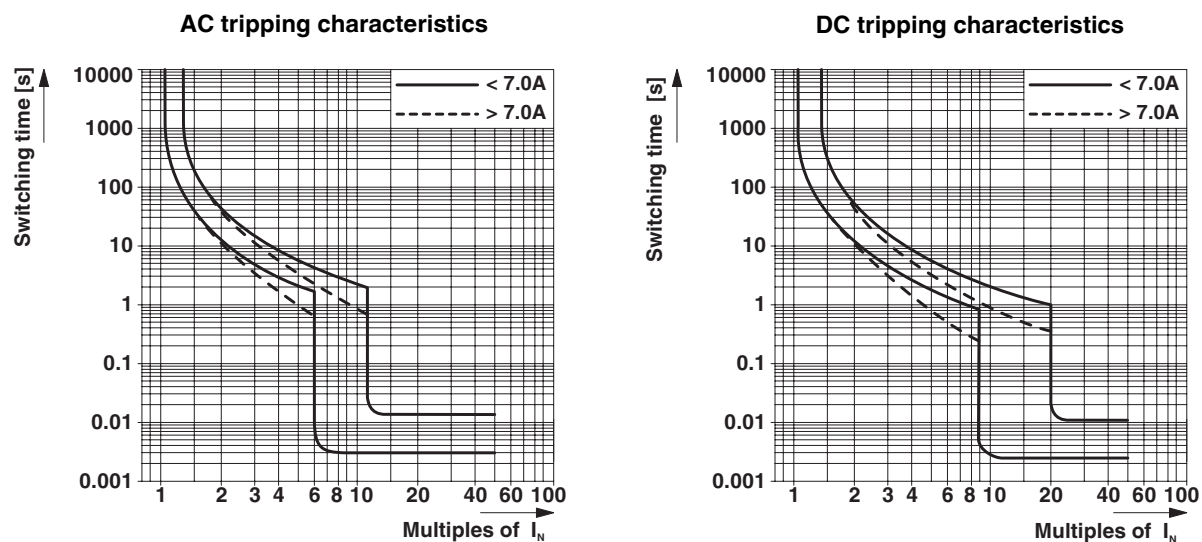 AC tripping characteristics
Switching time [s]
10000
1000
100
10
1
0.1
0.01
0.001
< 7.0A
> 7.0A
1 2 3 4 6 8 10 20 40 60 100
Multiples of I_N
DC tripping characteristics
Switching time [s]
10000
1000
100
10
1
0.1
0.01
0.001
< 7.0A
> 7.0A
1 2 3 4 6 8 10 20 40 60 100
Multiples of I_N